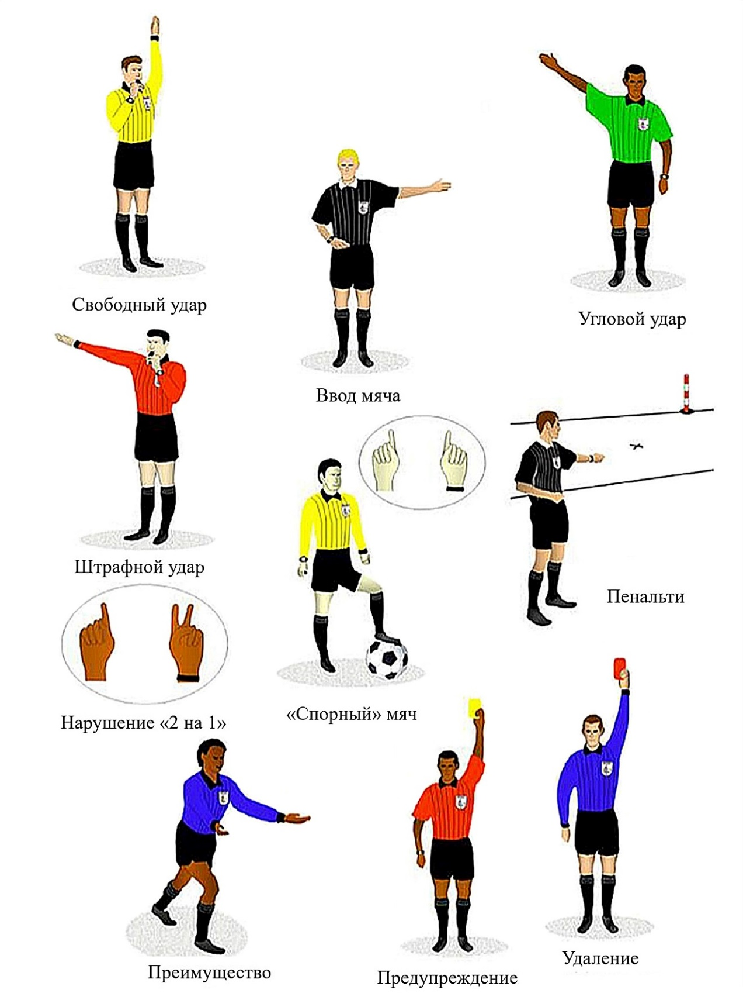 Свободный удар
Угловой удар
Ввод мяча
Штрафной удар
Пенальти
«Спорный» мяч
Нарушение «2 на 1»
Преимущество
Предупреждение
Удаление